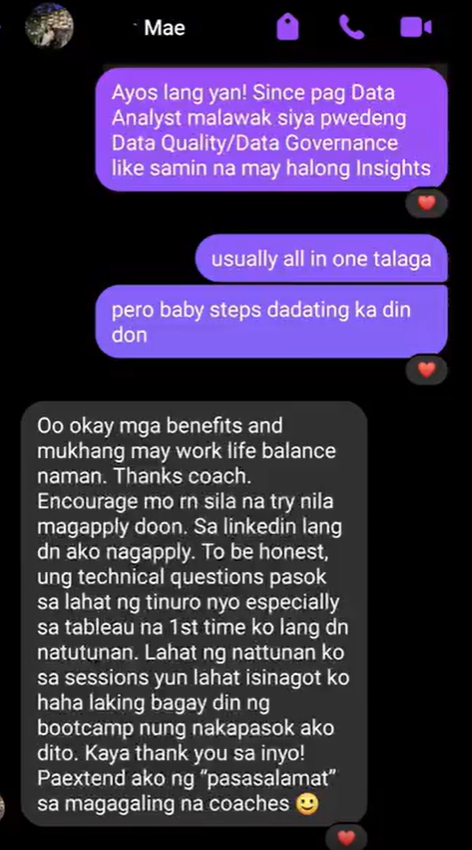 Mae
Ayos lang yan! Since pag Data
Analyst malawak siya pwedeng
Data Quality/Data Governance
like samin na may halong Insights
usually all in one talaga
pero baby steps dadating ka din
don
Oo okay mga benefits and
mukhang may work life balance
naman. Thanks coach.
Encourage mo rn sila na try nila
magapply doon. Sa linkedin lang
dn ako nagapply. To be honest,
ung technical questions pasok
sa lahat ng tinuro nyo especially
sa tableau na 1st time ko lang dn
natutunan. Lahat ng nattunan ko
sa sessions yun lahat isinagot ko
haha laking bagay din ng
bootcamp nung nakapasok ako
dito. Kaya thank you sa inyo!
Paextend ako ng “pasasalamat”
sa magagaling na coaches 🙂